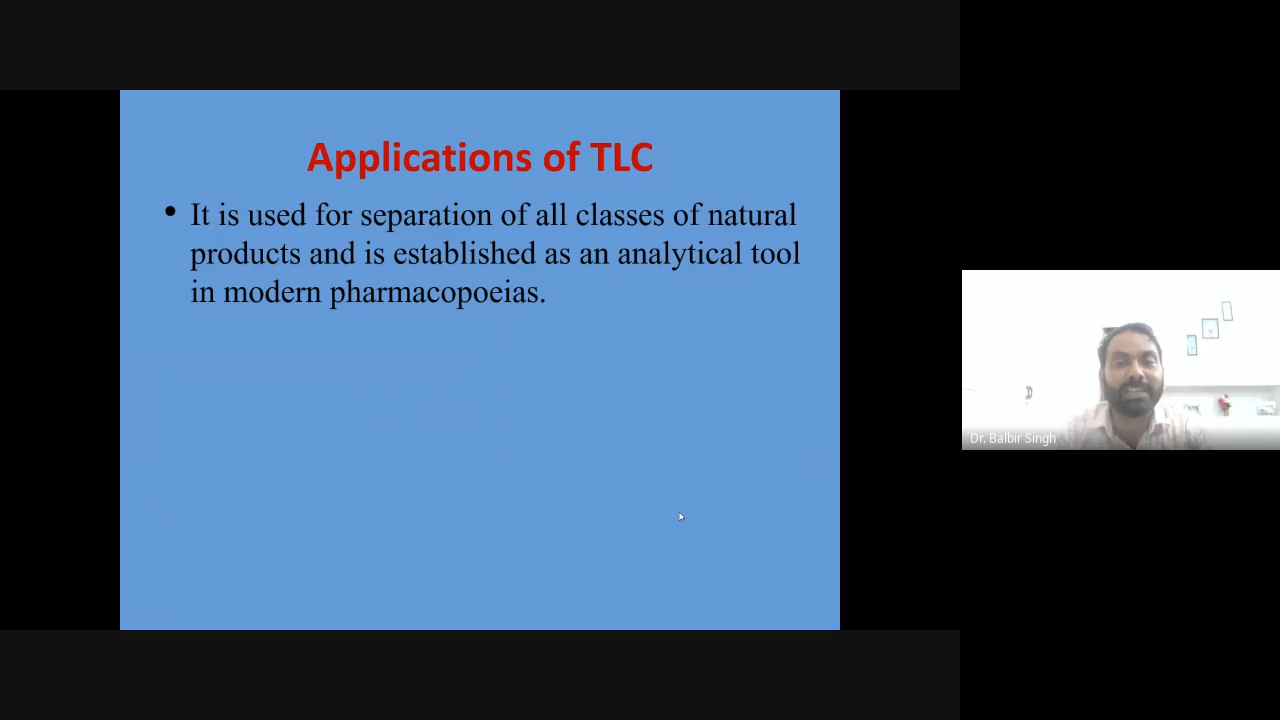 Applications of TLC
• It is used for separation of all classes of natural
products and is established as an analytical tool
in modern pharmacopoeias.
Dr. Balbir Singh